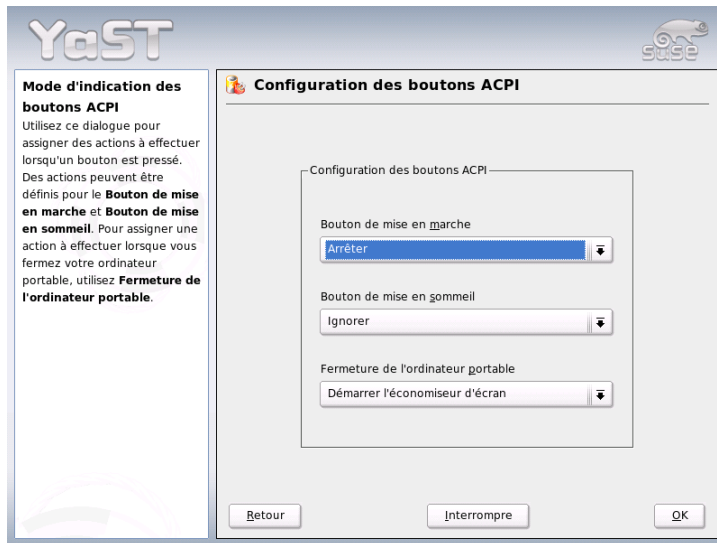 YaST
SUSE
Mode d'indication des
boutons ACPI
Utilisez ce dialogue pour
assigner des actions à effectuer
lorsqu'un bouton est pressé.
Des actions peuvent être
définis pour le Bouton de mise
en marche et Bouton de mise
en sommeil. Pour assigner une
action à effectuer lorsque vous
fermez votre ordinateur
portable, utilisez Fermeture de
l'ordinateur portable.
Configuration des boutons ACPI
Configuration des boutons ACPI
Bouton de mise en marche
Arrêter
Bouton de mise en sommeil
Ignorer
Fermeture de l'ordinateur portable
Démarrer l'économiseur d'écran
Retour
Interrompre
OK